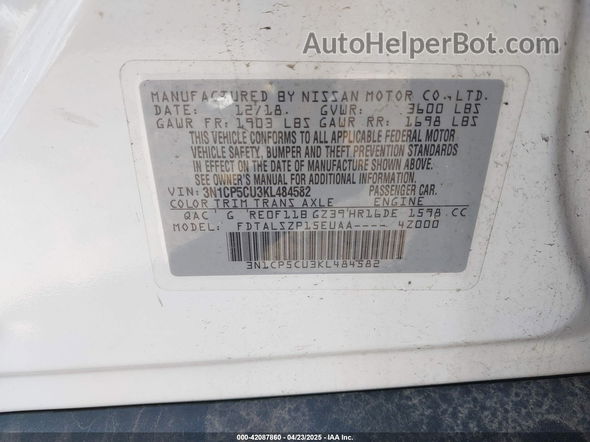 AutoHelperBot.com
MANUFACTURED BY NISSAN MOTOR CO.,LTD.
DATE: 12/18. GVWR: 3600 LBS
GAWR FR: 1903 LBS GAWR RR: 1698 LBS
THIS VEHICLE CONFORMS TO ALL APPLICABLE FEDERAL MOTOR
VEHICLE SAFETY, BUMPER AND THEFT PREVENTION STANDARDS
IN EFFECT ON THE DATE OF MANUFACTURE SHOWN ABOVE.
SEE OWNER'S MANUAL FOR ADDITIONAL INFORMATION.
VIN: 3N1CP5CU3KL484582 PASSENGER CAR.
COLOR TRIM TRANS AXLE ENGINE
QAC G RE0F11B GZ39 HR16DE 1598 CC
MODEL: FDTALSZP15EUAA---- 4Z000
3N1CP5CU3KL484582
000-42087860 - 04/23/2025 - IAA Inc.